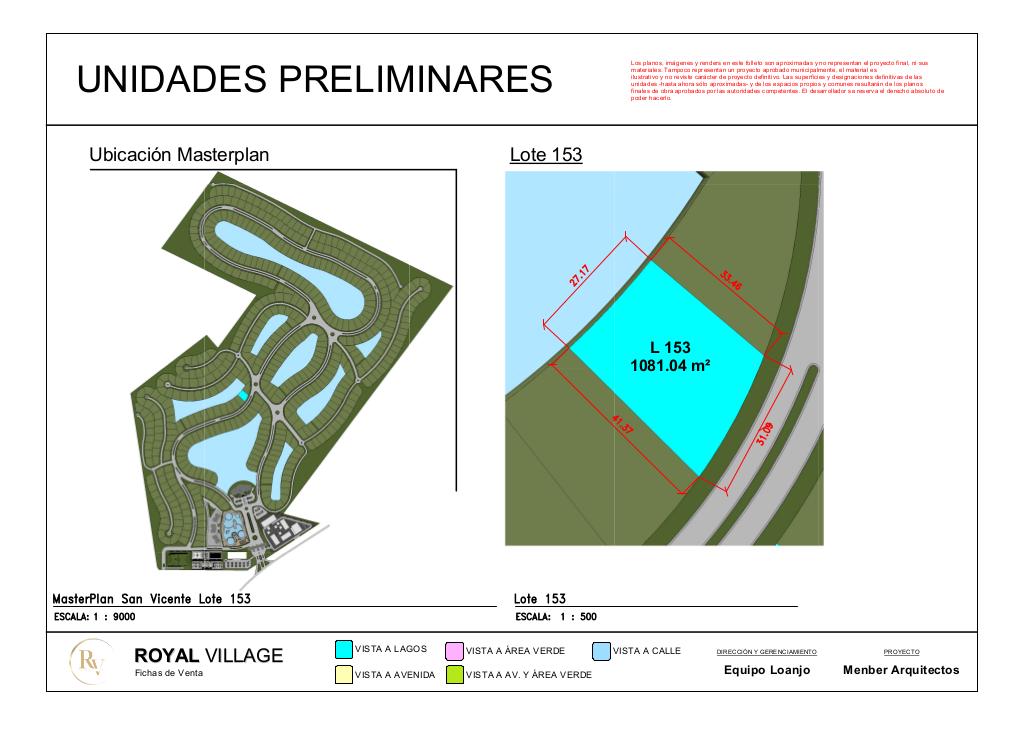 UNIDADES PRELIMINARES
Los planos, imágenes y renders en este folleto son aproximadas y no representan el proyecto final, ni sus
materiales. Tampoco representan un proyecto aprobado municipalmente, el material es
ilustrativo y no reviste carácter de proyecto definitivo. Las superficies y designaciones definitivas de las
unidades -hasta ahora sólo aproximadas- y de los espacios propios y comunes resultarán de los planos
finales de obra aprobados por las autoridades competentes. El desarrollador se reserva el derecho absoluto de
poder hacerlo.
Ubicación Masterplan
Lote 153
27.17
33.46
L 153
1081.04 m²
41.37
31.09
MasterPlan San Vicente Lote 153
ESCALA: 1 : 9000
Lote 153
ESCALA: 1 : 500
RV
ROYAL VILLAGE
Fichas de Venta
VISTA A LAGOS
VISTA A ÁREA VERDE
VISTA A CALLE
VISTA A AVENIDA
VISTA A AV. Y ÁREA VERDE
DIRECCIÓN Y GERENCIAMIENTO
Equipo Loanjo
PROYECTO
Menber Arquitectos